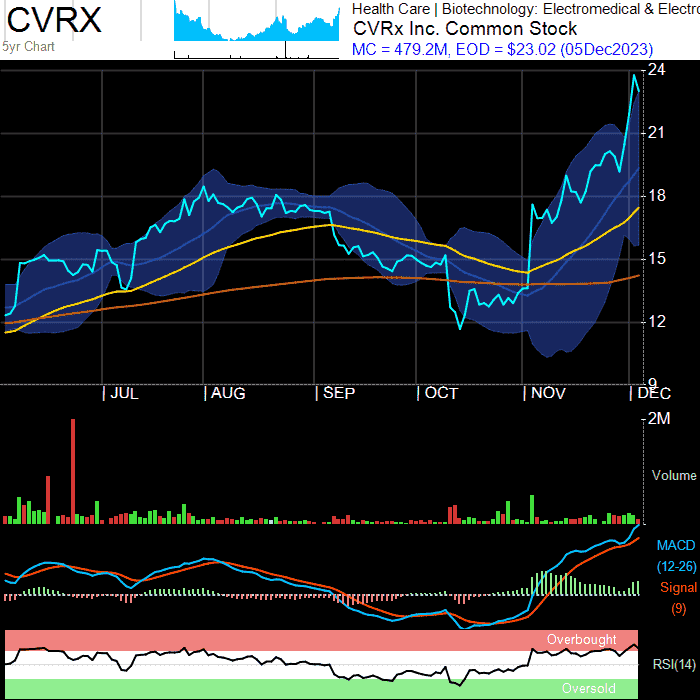 CVRX
5yr Chart
Health Care | Biotechnology: Electromedical & Electro
CVRx Inc. Common Stock
MC = 479.2M, EOD = $23.02 (05Dec2023)
24
21
18
15
12
9
JUL
AUG
SEP
OCT
NOV
DEC
2M
Volume
MACD
(12-26)
Signal
(9)
Overbought
RSI(14)
Oversold